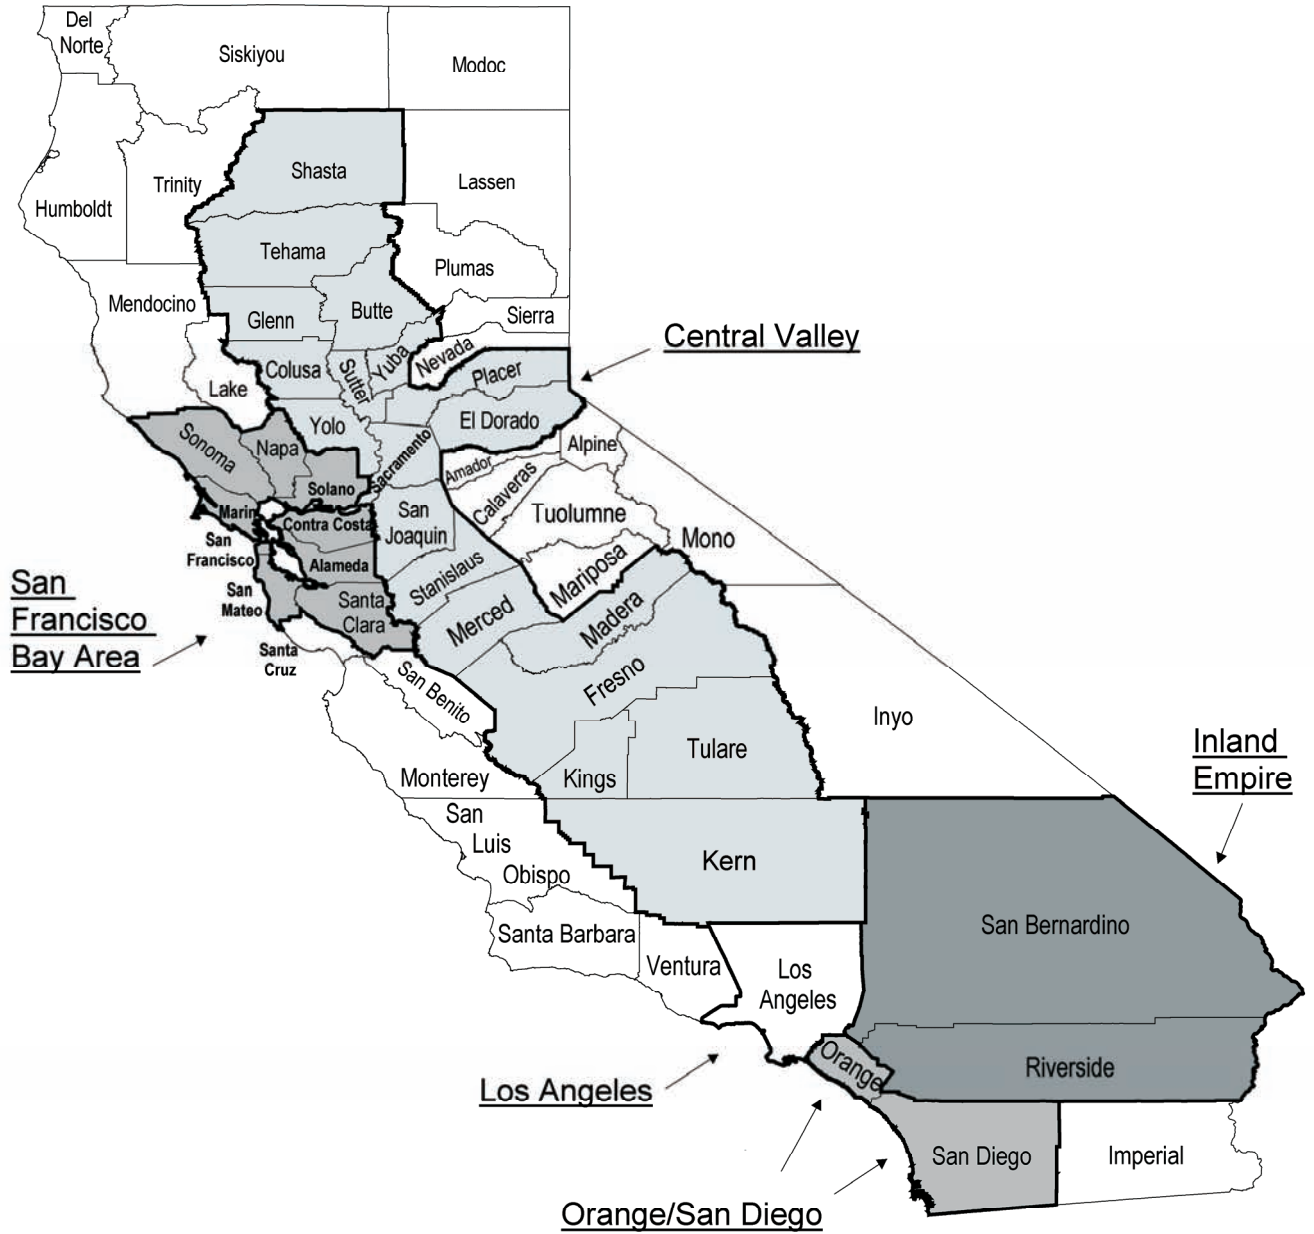 Del
Norte
Siskiyou
Modoc
Shasta
Trinity
Lassen
Humboldt
Tehama
Plumas
Mendocino
Butte
Glenn
Sierra
Central Valley
Nevada
Yuba
Colusa
Sutter
Placer
Lake
El Dorado
Yolo
Sonoma
Napa
Sacramento
Alpine
Amador
Solano
Calaveras
Marin
San
Joaquin
Tuolumne
Contra Costa
Mono
San
Francisco
Alameda
Stanislaus
Mariposa
San
Francisco
Bay Area
San
Mateo
Santa
Clara
Merced
Madera
Santa
Cruz
San Benito
Fresno
Inyo
Inland
Empire
Tulare
Monterey
Kings
San
Luis
Obispo
Kern
San Bernardino
Santa Barbara
Ventura
Los
Angeles
Orange
Riverside
Los Angeles
San Diego
Imperial
Orange/San Diego